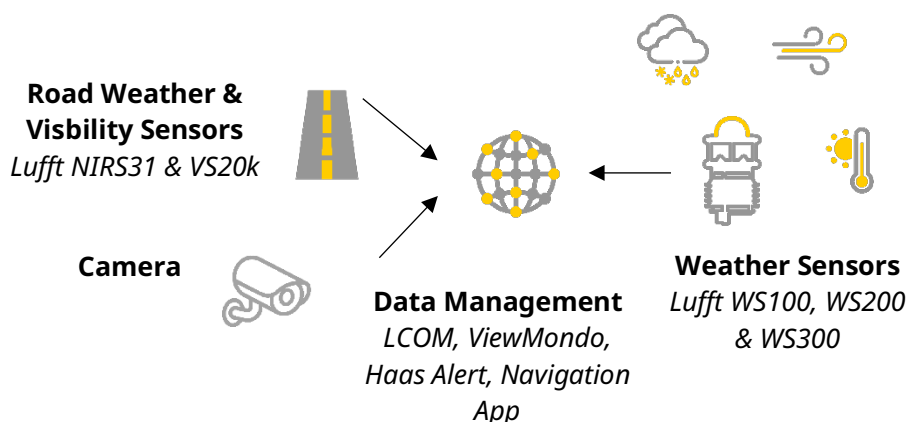 Road Weather &
Visbility Sensors
Lufft NIRS31 & VS20k
Camera
Data Management
LCOM, ViewMondo,
Haas Alert, Navigation
App
Weather Sensors
Lufft WS100, WS200
& WS300